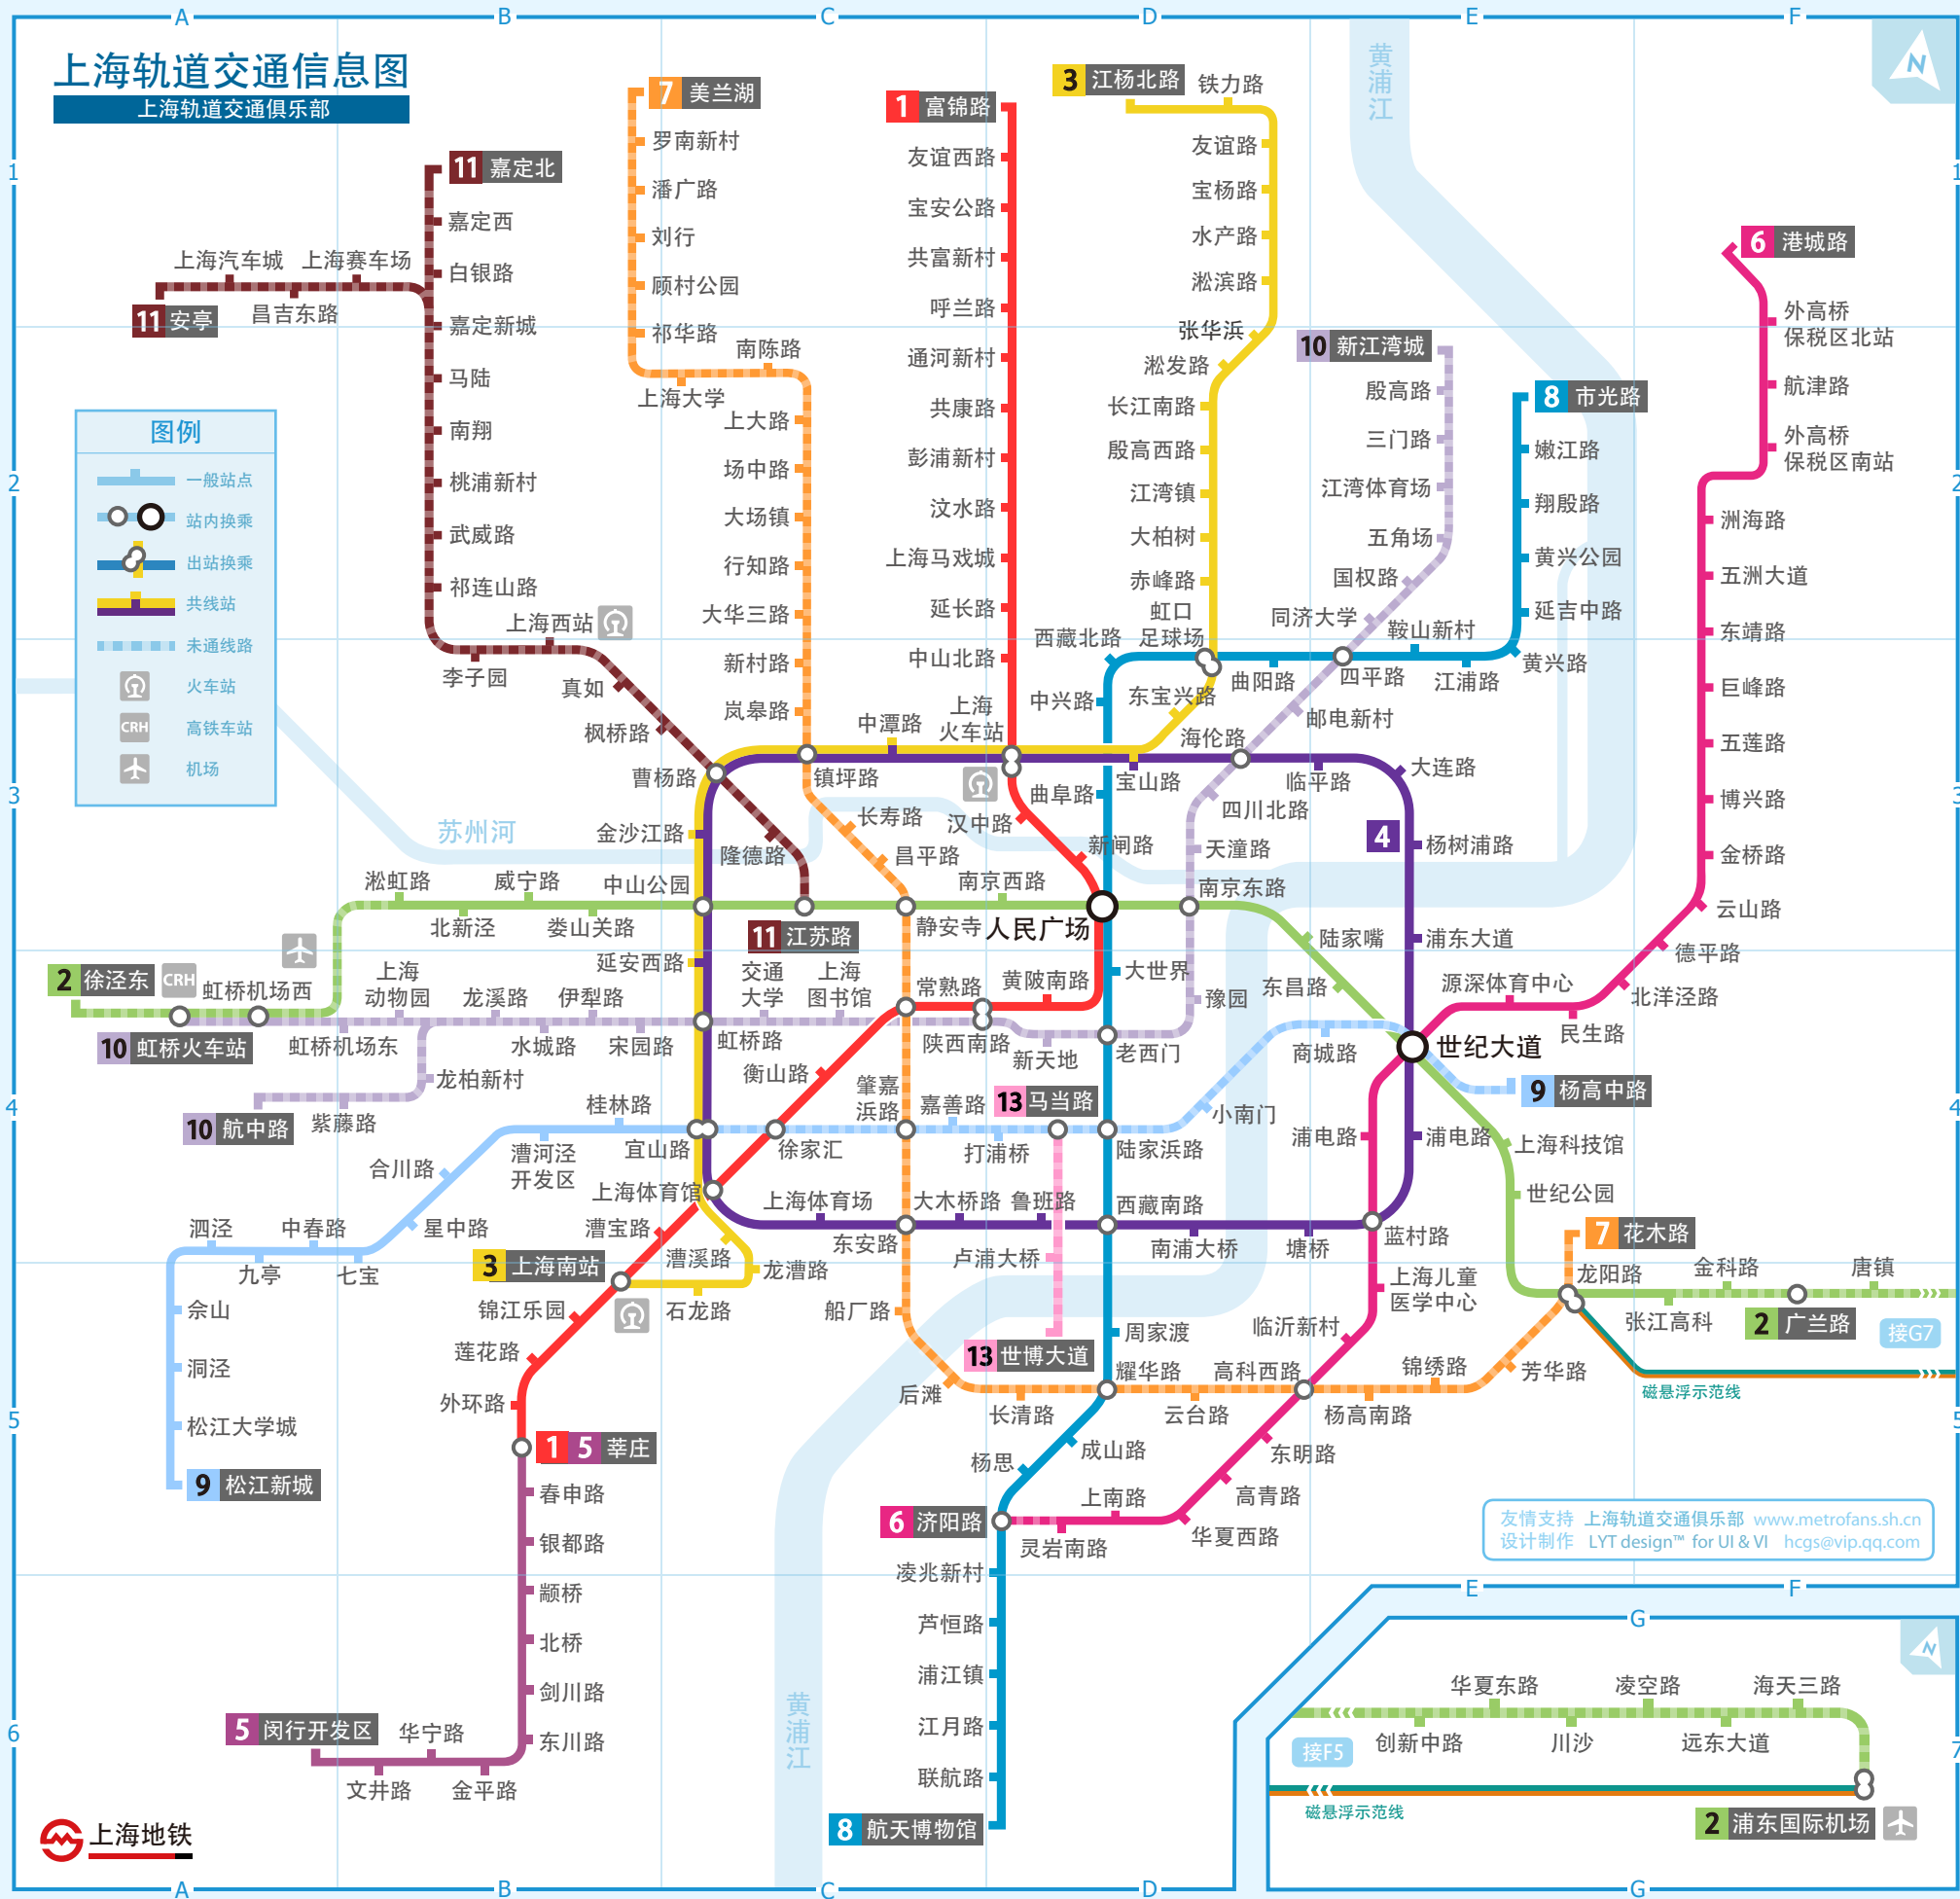 A
B
C
D
E
F
上海轨道交通信息图
上海轨道交通俱乐部
黄
浦
江
N
1
2
3
4
5
6
1
2
3
4
5
7
图例
一般站点
站内换乘
出站换乘
共线站
未通线路
火车站
CRH
高铁车站
机场
11 嘉定北
嘉定西
白银路
嘉定新城
马陆
南翔
桃浦新村
武威路
祁连山路
上海西站
李子园
真如
枫桥路
曹杨路
隆德路
11 江苏路
上海汽车城
上海赛车场
11 安亭
昌吉东路
7 美兰湖
罗南新村
潘广路
刘行
顾村公园
祁华路
南陈路
上海大学
上大路
场中路
大场镇
行知路
大华三路
新村路
岚皋路
镇坪路
长寿路
昌平路
静安寺
常熟路
肇嘉
浜路
东安路
船厂路
后滩
长清路
耀华路
云台路
高科西路
杨高南路
锦绣路
芳华路
龙阳路
7 花木路
1 富锦路
友谊西路
宝安公路
共富新村
呼兰路
通河新村
共康路
彭浦新村
汶水路
上海马戏城
延长路
中山北路
上海
火车站
汉中路
新闸路
人民广场
黄陂南路
陕西南路
衡山路
徐家汇
上海体育馆
漕宝路
3 上海南站
锦江乐园
莲花路
外环路
1 5 莘庄
春申路
银都路
颛桥
北桥
剑川路
东川路
金平路
华宁路
文井路
5 闵行开发区
3 江杨北路
铁力路
友谊路
宝杨路
水产路
淞滨路
张华浜
淞发路
长江南路
殷高西路
江湾镇
大柏树
赤峰路
虹口
足球场
东宝兴路
宝山路
中潭路
金沙江路
中山公园
延安西路
虹桥路
宜山路
漕溪路
龙漕路
石龙路
10 新江湾城
殷高路
三门路
江湾体育场
五角场
国权路
同济大学
四平路
邮电新村
海伦路
四川北路
天潼路
南京东路
豫园
老西门
新天地
上海
图书馆
交通
大学
宋园路
伊犁路
水城路
龙溪路
上海
动物园
虹桥机场东
虹桥机场西
10 虹桥火车站
龙柏新村
紫藤路
10 航中路
8 市光路
嫩江路
翔殷路
黄兴公园
延吉中路
黄兴路
江浦路
鞍山新村
曲阳路
西藏北路
中兴路
曲阜路
大世界
陆家浜路
西藏南路
周家渡
成山路
杨思
6 济阳路
凌兆新村
芦恒路
浦江镇
江月路
联航路
8 航天博物馆
6 港城路
外高桥
保税区北站
航津路
外高桥
保税区南站
洲海路
五洲大道
东靖路
巨峰路
五莲路
博兴路
金桥路
云山路
德平路
北洋泾路
民生路
源深体育中心
世纪大道
浦电路
蓝村路
上海儿童
医学中心
临沂新村
东明路
高青路
华夏西路
上南路
灵岩南路
4
临平路
大连路
杨树浦路
浦东大道
浦电路
塘桥
南浦大桥
鲁班路
大木桥路
上海体育场
2 徐泾东
CRH
淞虹路
北新泾
威宁路
娄山关路
南京西路
陆家嘴
东昌路
上海科技馆
世纪公园
张江高科
金科路
2 广兰路
唐镇
接G7
磁悬浮示范线
9 杨高中路
商城路
小南门
打浦桥
嘉善路
桂林路
漕河泾
开发区
合川路
星中路
中春路
七宝
九亭
泗泾
佘山
洞泾
松江大学城
9 松江新城
13 马当路
卢浦大桥
13 世博大道
苏州河
黄
浦
江
友情支持 上海轨道交通俱乐部 www.metrofans.sh.cn
设计制作 LYT design™ for UI & VI hcgs@vip.qq.com
E
F
G
N
接F5
华夏东路
凌空路
海天三路
创新中路
川沙
远东大道
磁悬浮示范线
2 浦东国际机场
上海地铁
A
B
C
D
G